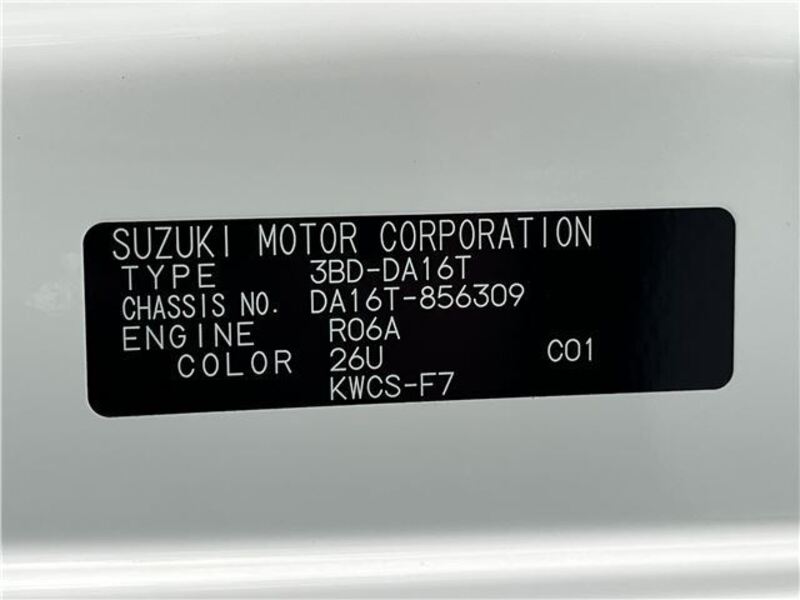 SUZUKI MOTOR CORPORATION
TYPE 3BD-DA16T
CHASSIS NO. DA16T-856309
ENGINE R06A
COLOR 26U C01
KWCS-F7